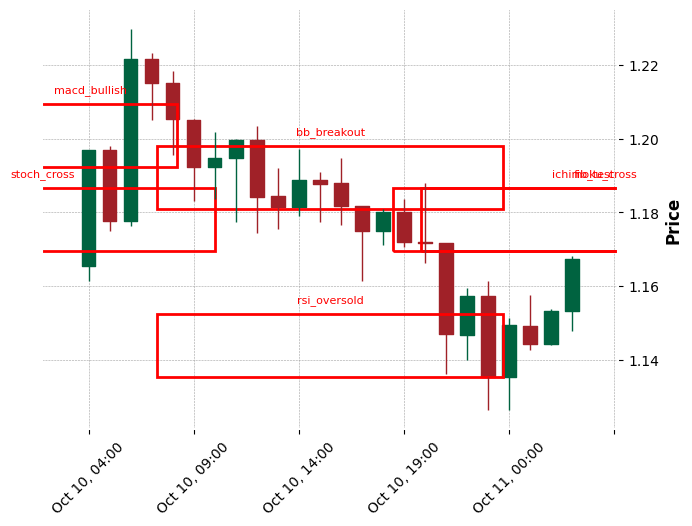 macd_bullish
bb_breakout
stoch_cross
rsi_oversold
1.22
1.20
1.18
1.16
1.14
Price
Oct 10, 04:00
Oct 10, 09:00
Oct 10, 14:00
Oct 10, 19:00
Oct 11, 00:00